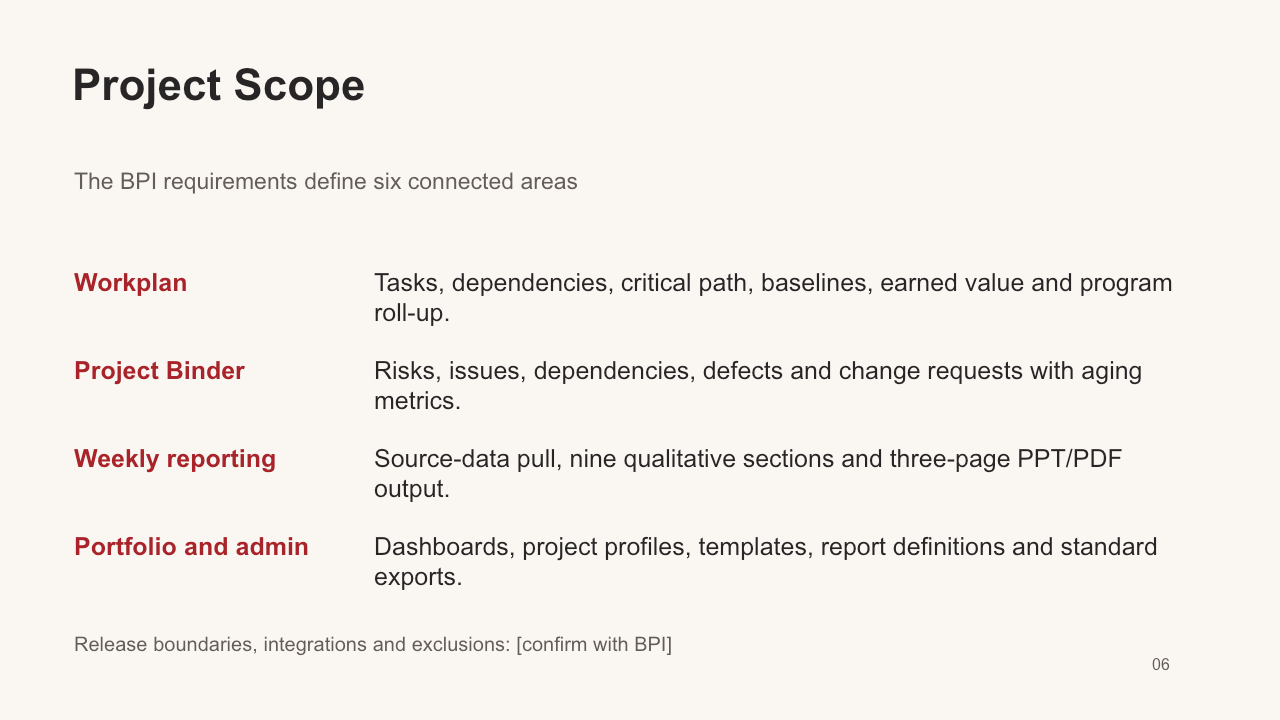 Project Scope
The BPI requirements define six connected areas
Workplan
Tasks, dependencies, critical path, baselines, earned value and program
roll-up.
Project Binder
Risks, issues, dependencies, defects and change requests with aging
metrics.
Weekly reporting
Source-data pull, nine qualitative sections and three-page PPT/PDF
output.
Portfolio and admin
Dashboards, project profiles, templates, report definitions and standard
exports.
Release boundaries, integrations and exclusions: [confirm with BPI]
06